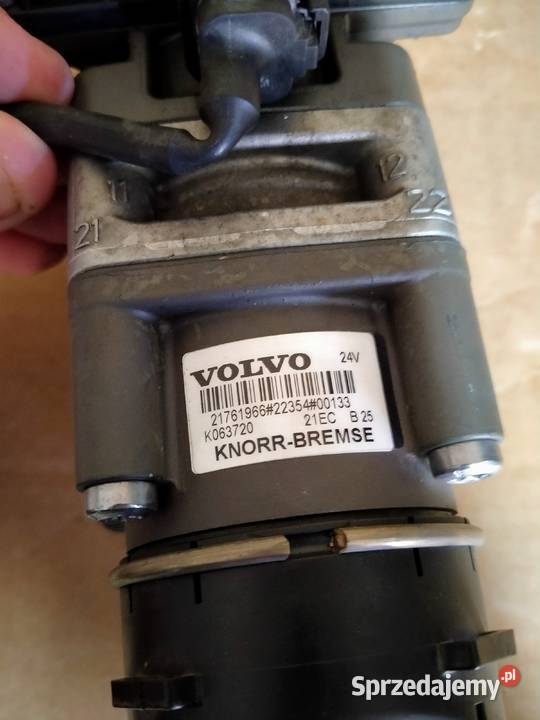 11
12
21
22
VOLVO 24V
21761966#22354#00133
K063720 21EC B 25
KNORR-BREMSE
Sprzedajemy.pl